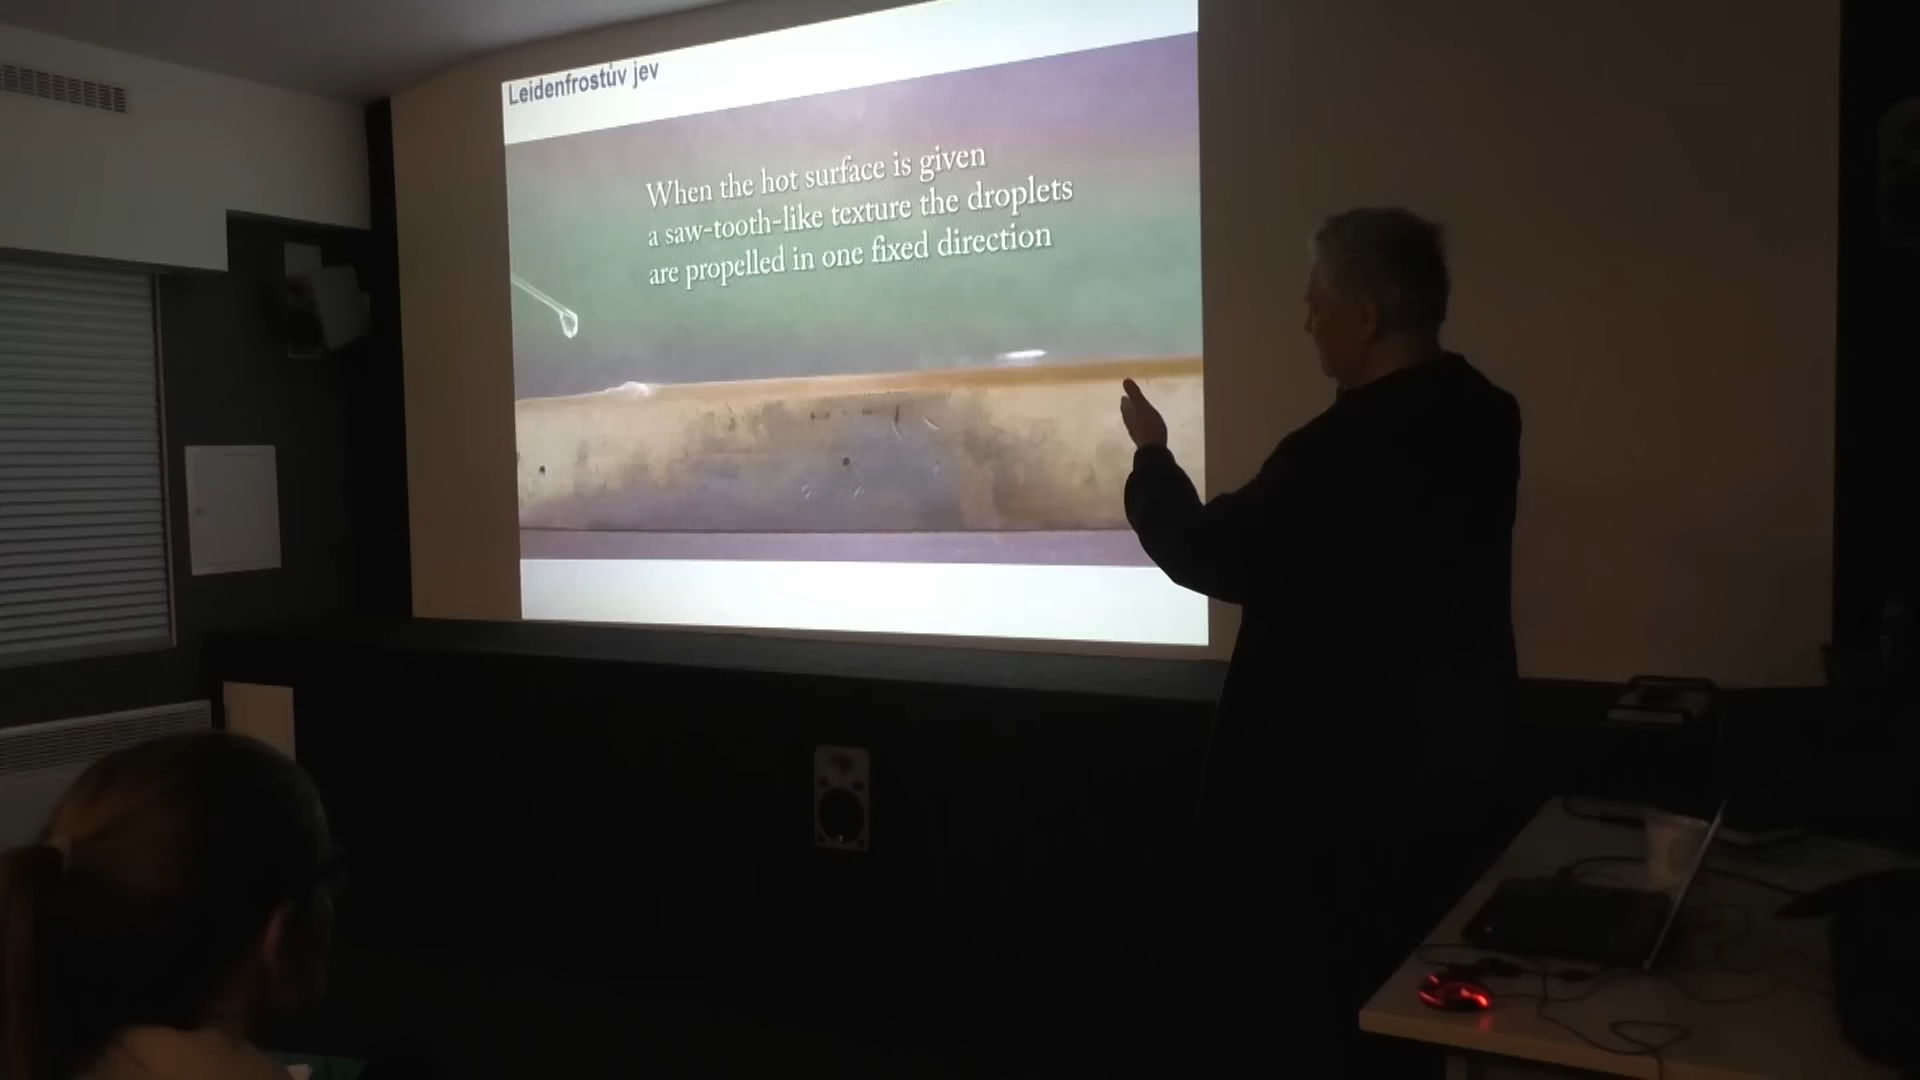 Leidenfrostův jev
When the hot surface is given
a saw-tooth-like texture the droplets
are propelled in one fixed direction